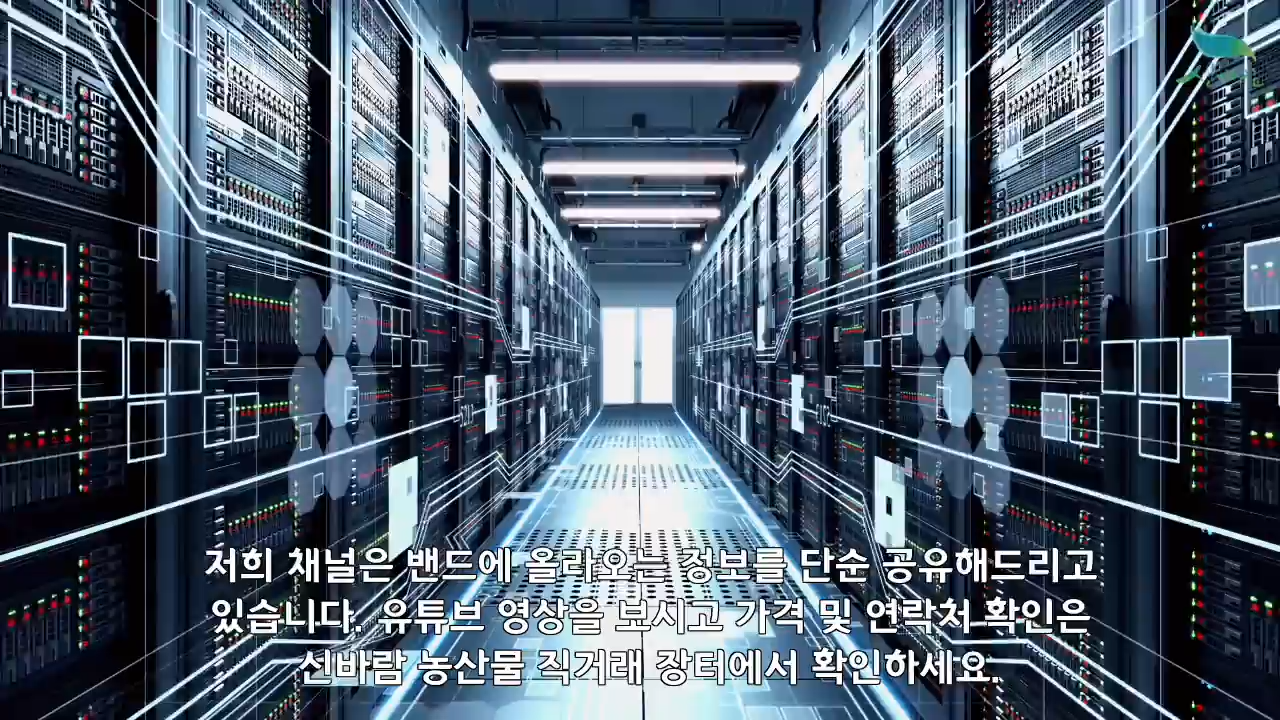 저희 채널은 밴드에 올라오는 정보를 단순 공유해드리고
있습니다. 유튜브 영상을 보시고 가격 및 연락처 확인은
신바람 농산물 직거래 장터에서 확인하세요.